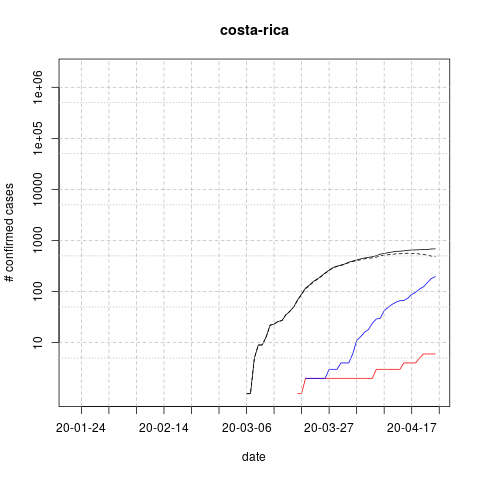 costa-rica
# confirmed cases
1e+06
1e+05
10000
1000
100
10
20-01-24
20-02-14
20-03-06
20-03-27
20-04-17
date